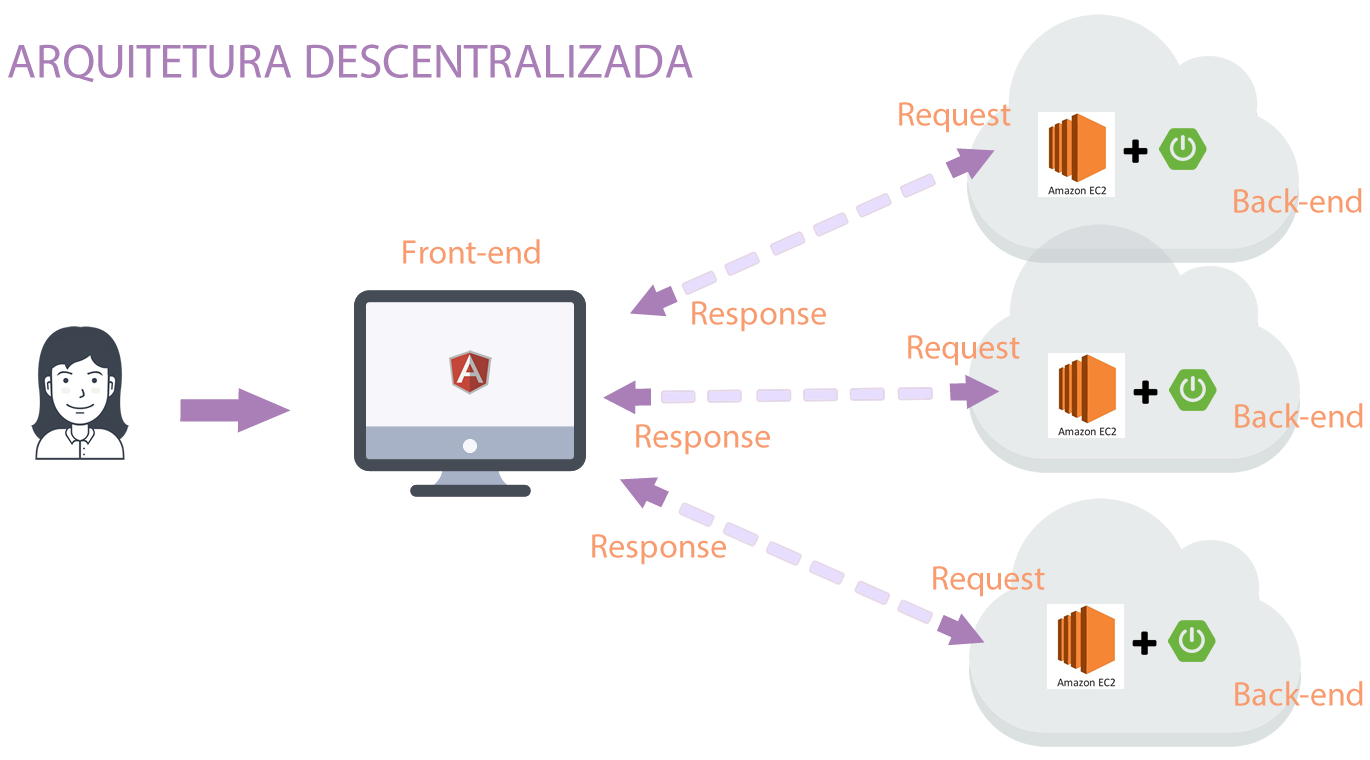 ARQUITETURA DESCENTRALIZADA
Request
Amazon EC2
Back-end
Front-end
Response
Request
Amazon EC2
Back-end
Response
Response
Request
Amazon EC2
Back-end